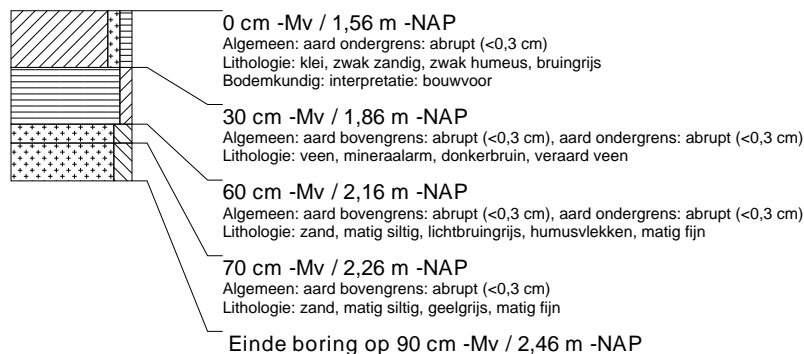 0 cm -Mv / 1,56 m -NAP
Algemeen: aard ondergrens: abrupt (<0,3 cm)
Lithologie: klei, zwak zandig, zwak humeus, bruingrijs
Bodemkundig: interpretatie: bouwvoor
30 cm -Mv / 1,86 m -NAP
Algemeen: aard bovengrens: abrupt (<0,3 cm), aard ondergrens: abrupt (<0,3 cm)
Lithologie: veen, mineraalarm, donkerbruin, veraard veen
60 cm -Mv / 2,16 m -NAP
Algemeen: aard bovengrens: abrupt (<0,3 cm), aard ondergrens: abrupt (<0,3 cm)
Lithologie: zand, matig siltig, lichtbruingrijs, humusvlekken, matig fijn
70 cm -Mv / 2,26 m -NAP
Algemeen: aard bovengrens: abrupt (<0,3 cm)
Lithologie: zand, matig siltig, geelgrijs, matig fijn
Einde boring op 90 cm -Mv / 2,46 m -NAP